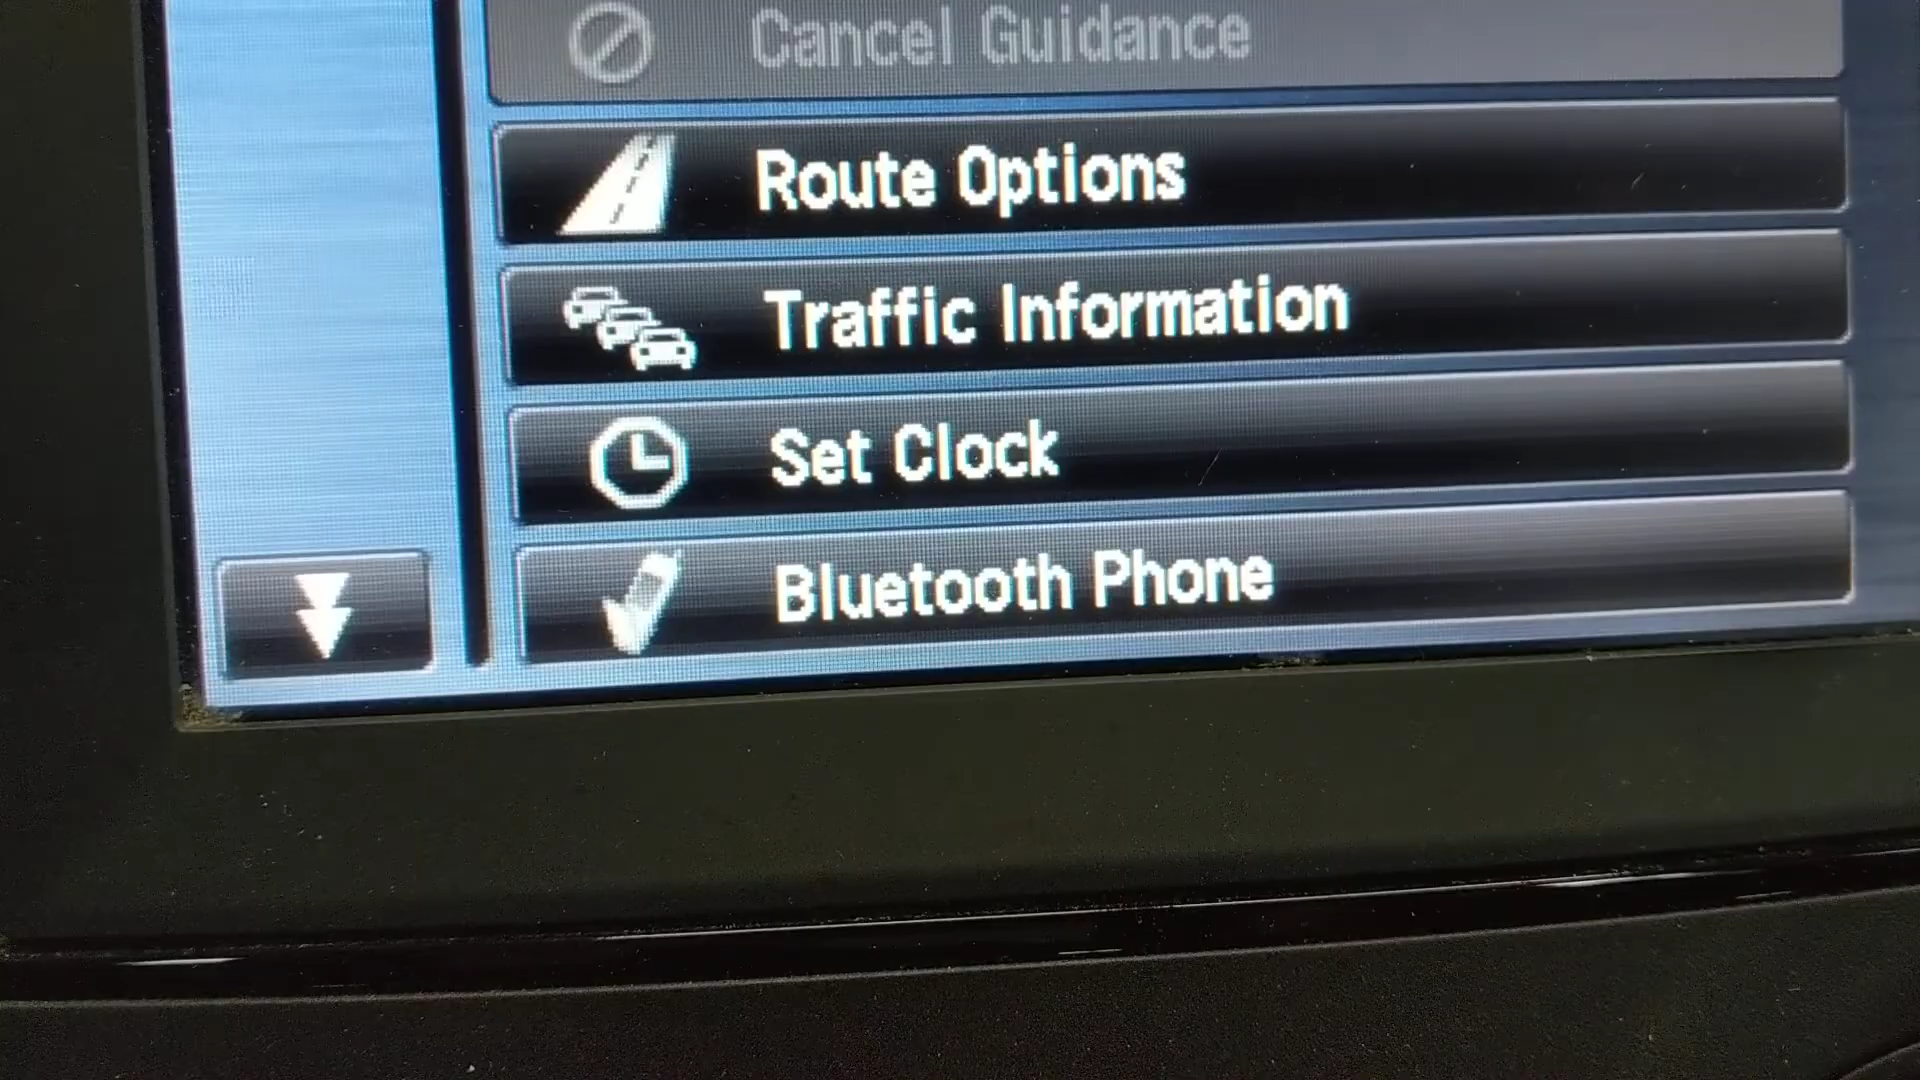 Cancel Guidance
Route Options
Traffic Information
Set Clock
Bluetooth Phone